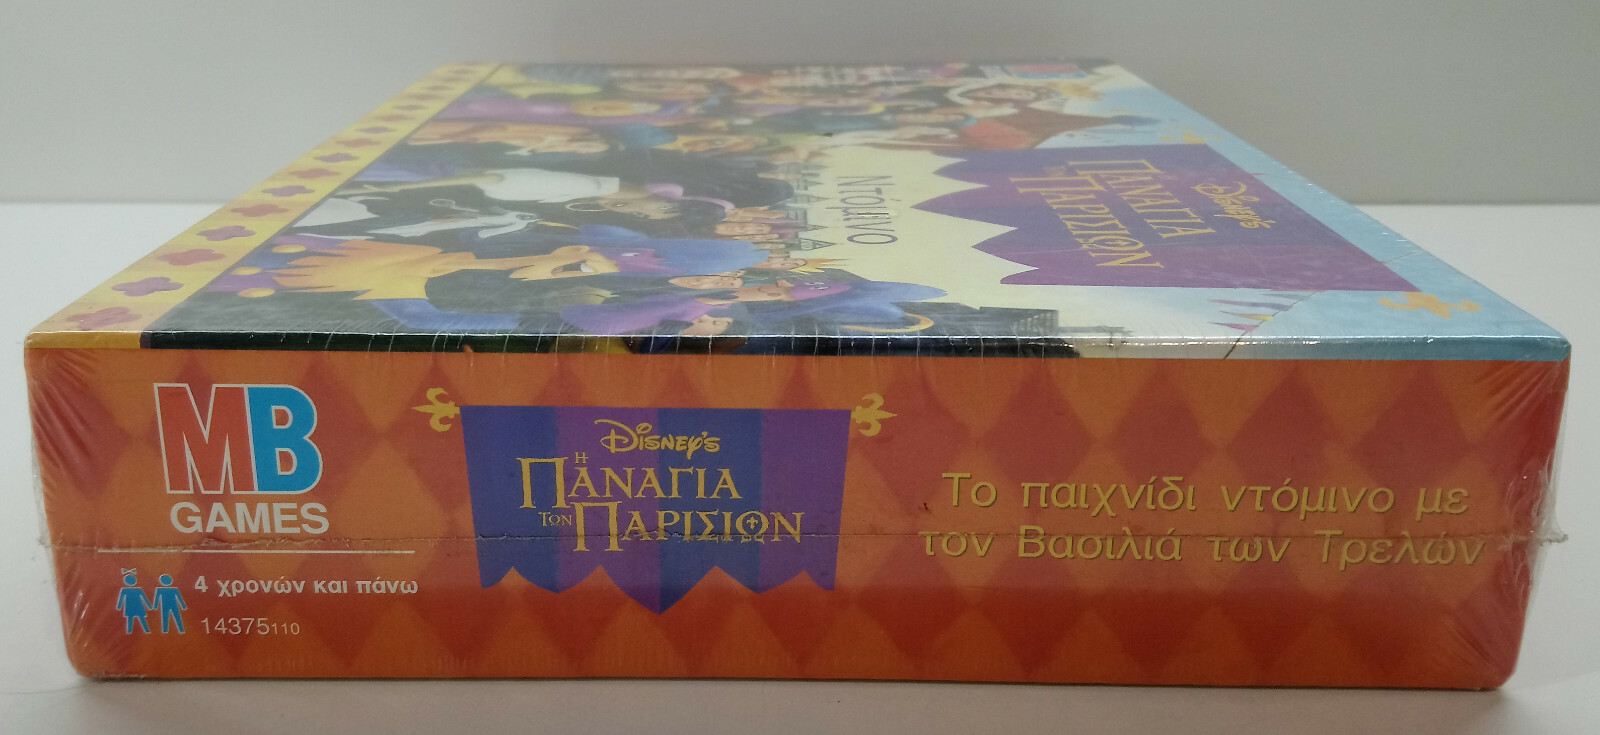 Disney's
Η
ΠΑΝΑΓΙΑ
ΤΩΝ ΠΑΡΙΣΙΩΝ
Ντόμινο
MB
GAMES
4 χρονών και πάνω
14375110
Disney's
Η
ΠΑΝΑΓΙΑ
ΤΩΝ ΠΑΡΙΣΙΩΝ
Το παιχνίδι ντόμινο με
τον Βασιλιά των Τρελών